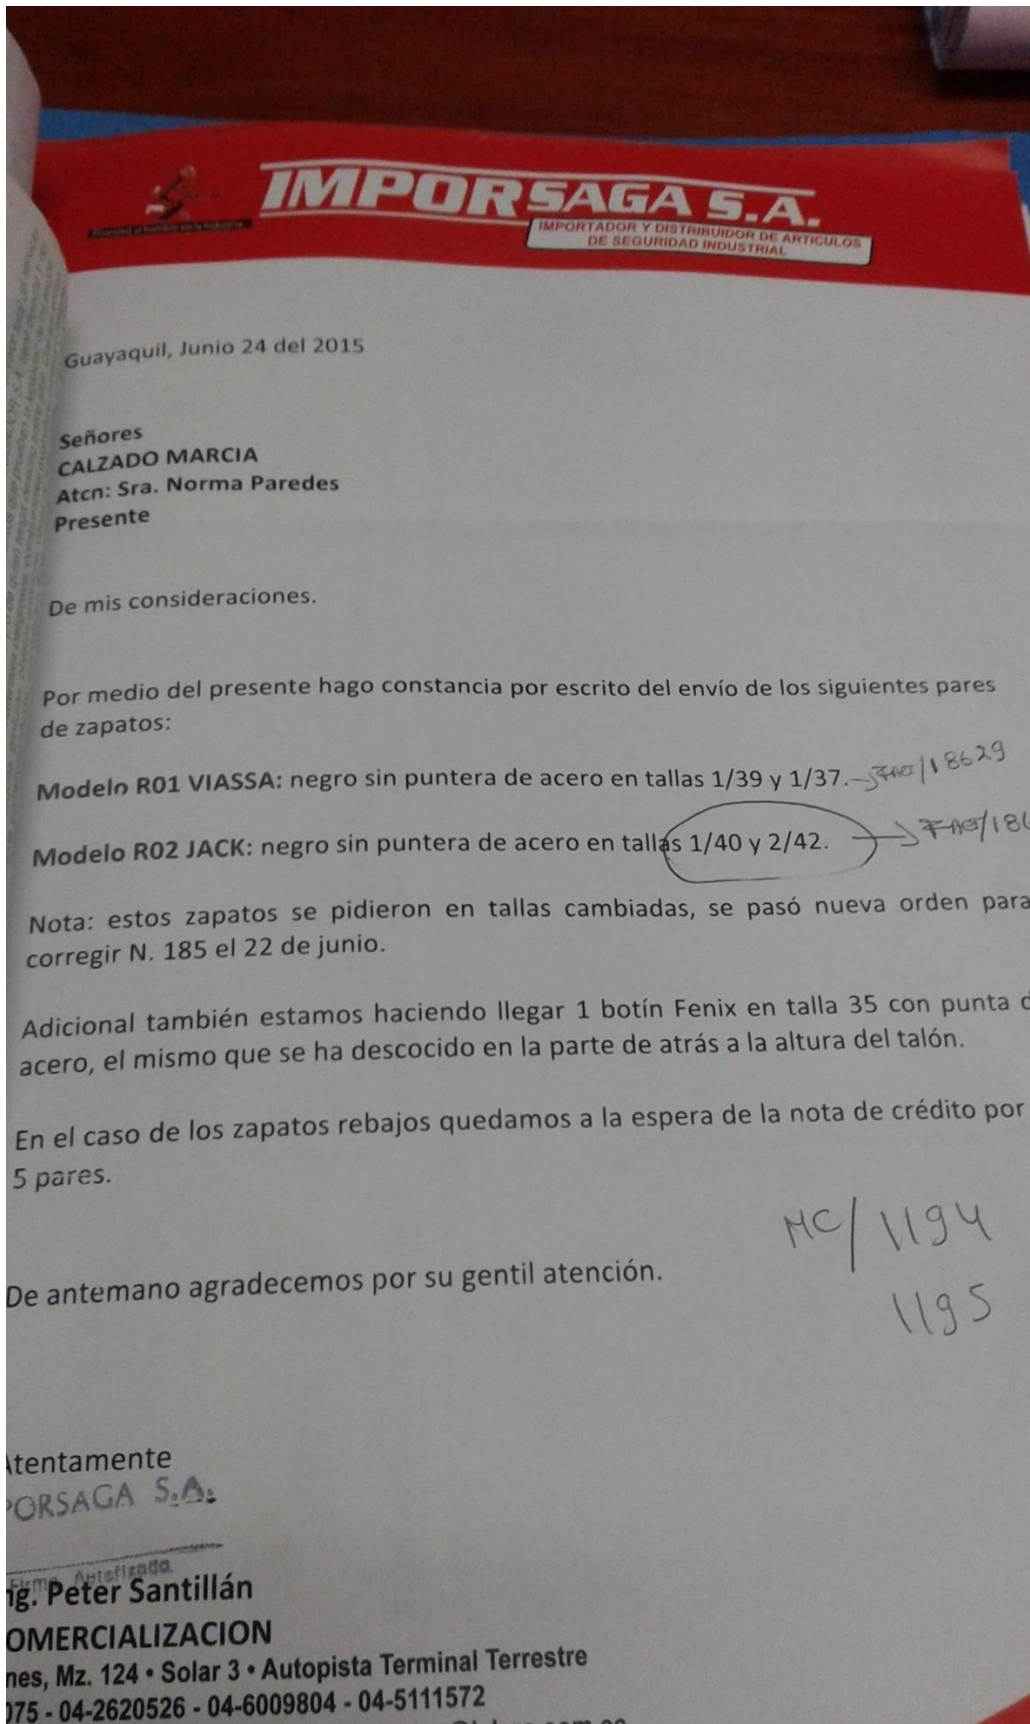 IMPORSAGA S.A.
IMPORTADOR Y DISTRIBUIDOR DE ARTICULOS
DE SEGURIDAD INDUSTRIAL
Guayaquil, Junio 24 del 2015
Señores
CALZADO MARCIA
Atcn: Sra. Norma Paredes
Presente
De mis consideraciones.
Por medio del presente hago constancia por escrito del envío de los siguientes pares
de zapatos:
Modelo R01 VIASSA: negro sin puntera de acero en tallas 1/39 y 1/37. 18629
Modelo R02 JACK: negro sin puntera de acero en tallas 1/40 y 2/42.
Nota: estos zapatos se pidieron en tallas cambiadas, se pasó nueva orden para
corregir N. 185 el 22 de junio.
Adicional también estamos haciendo llegar 1 botín Fenix en talla 35 con punta d
acero, el mismo que se ha descocido en la parte de atrás a la altura del talón.
En el caso de los zapatos rebajos quedamos a la espera de la nota de crédito por
5 pares.
NC/1194
1195
De antemano agradecemos por su gentil atención.
Atentamente
PORSAGA S.A.
Firma Autorizada
ng. Peter Santillán
OMERCIALIZACION
nes, Mz. 124 • Solar 3 • Autopista Terminal Terrestre
075 - 04-2620526 - 04-6009804 - 04-5111572